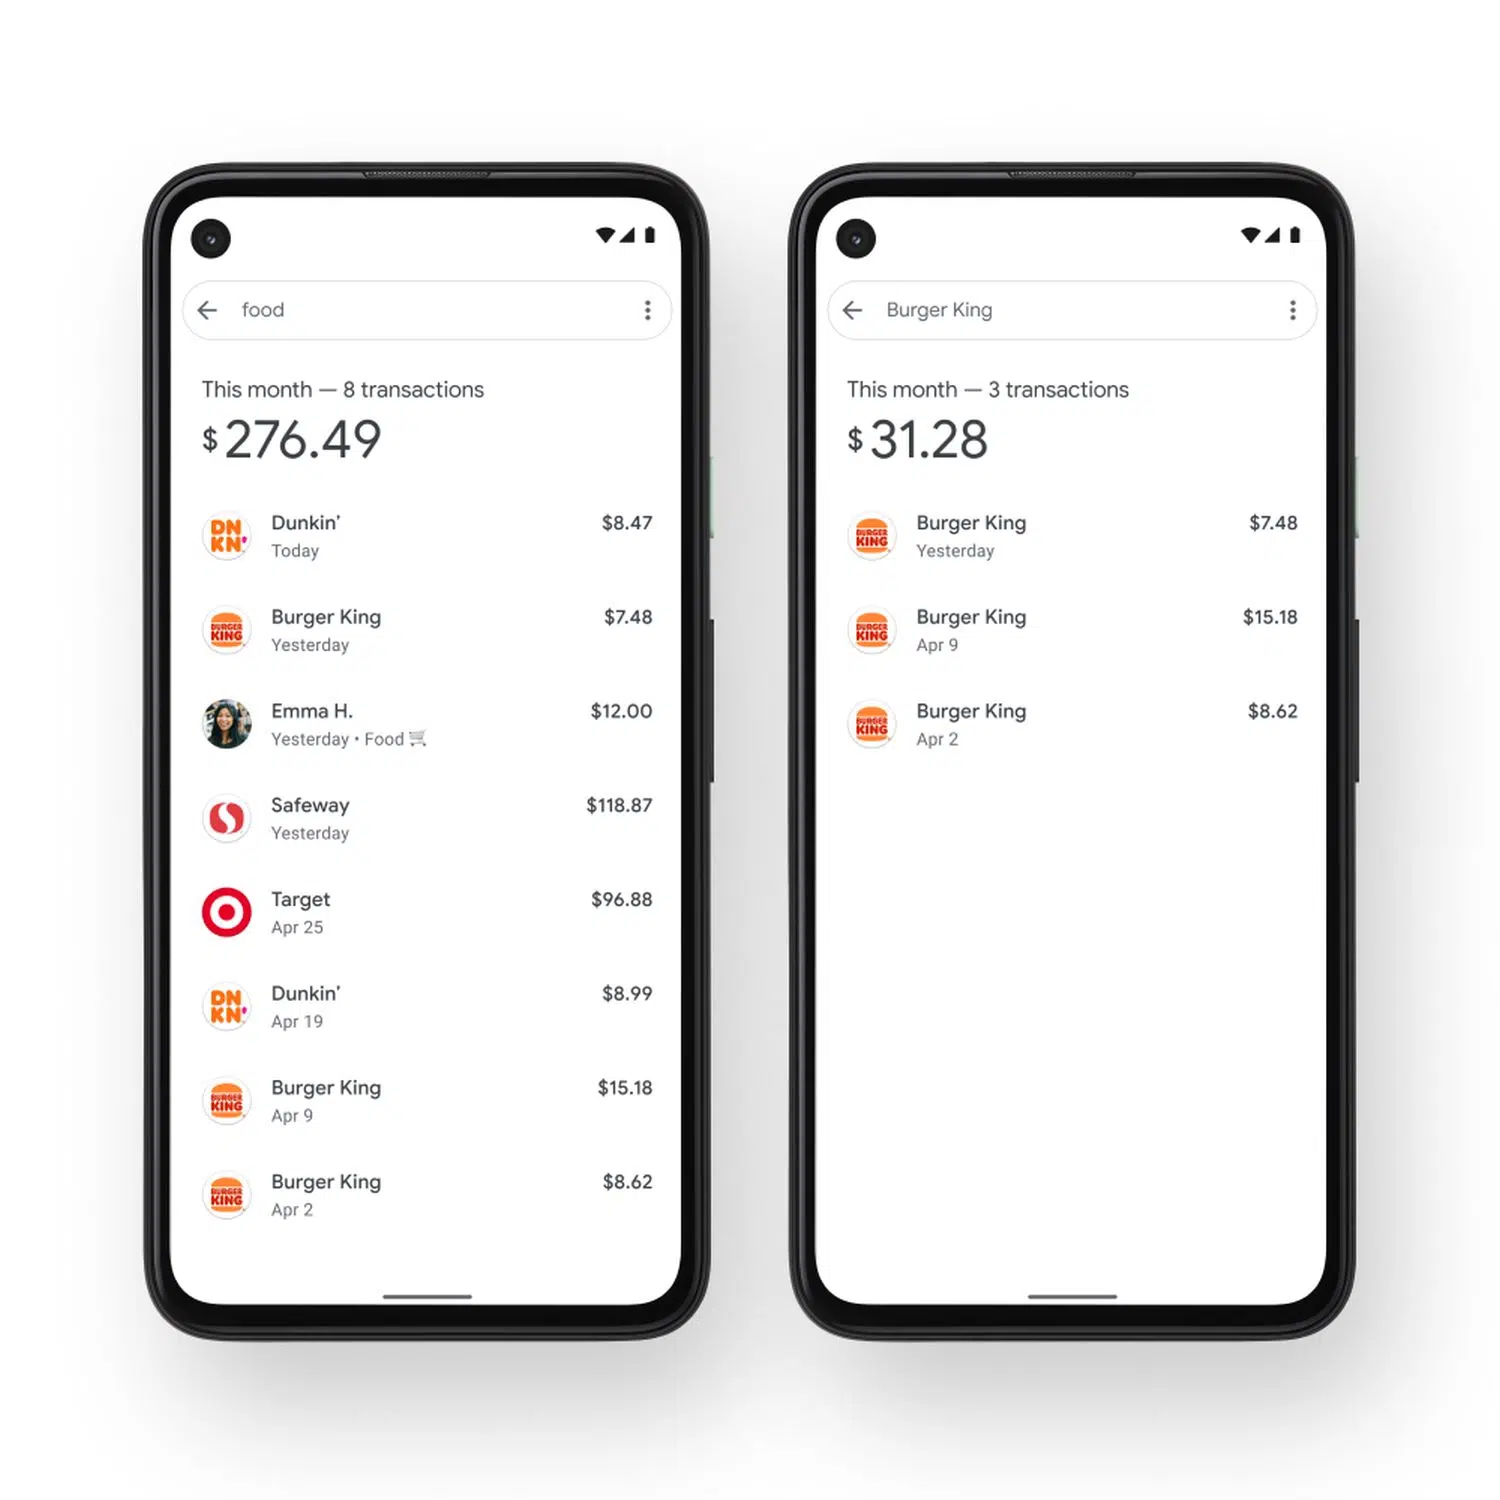 food
This month — 8 transactions
$276.49
DN
KN'
Dunkin'
$8.47
Today
BURGER
KING
Burger King
$7.48
Yesterday
Emma H.
$12.00
Yesterday • Food 🛒
Safeway
$118.87
Yesterday
Target
$96.88
Apr 25
DN
KN'
Dunkin'
$8.99
Apr 19
BURGER
KING
Burger King
$15.18
Apr 9
BURGER
KING
Burger King
$8.62
Apr 2
Burger King
This month — 3 transactions
$31.28
BURGER
KING
Burger King
$7.48
Yesterday
BURGER
KING
Burger King
$15.18
Apr 9
BURGER
KING
Burger King
$8.62
Apr 2